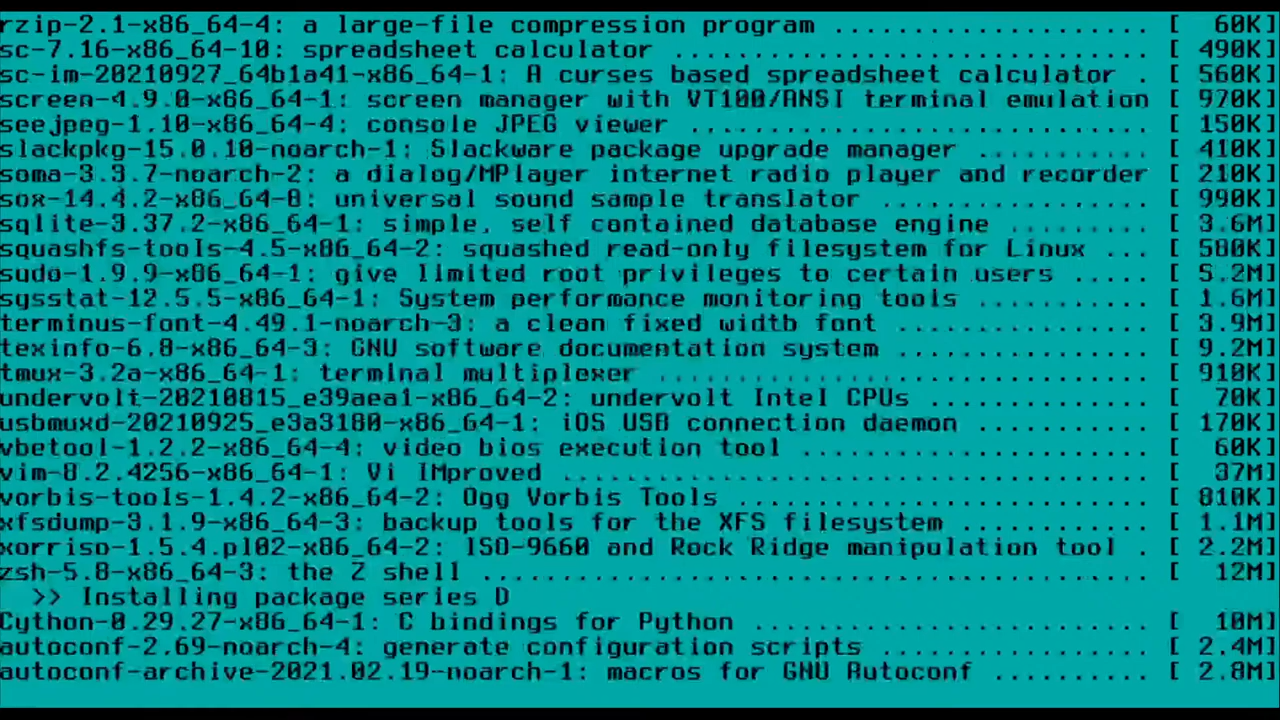 rzip-2.1-x86_64-4: a large-file compression program .................... [  60K]
sc-7.16-x86_64-10: spreadsheet calculator .............................. [ 490K]
sc-im-20210927_64b1a41-x86_64-1: A curses based spreadsheet calculator . [ 560K]
screen-4.9.0-x86_64-1: screen manager with VT100/ANSI terminal emulation [ 970K]
seejpeg-1.10-x86_64-4: console JPEG viewer ............................. [ 150K]
slackpkg-15.0.10-noarch-1: Slackware package upgrade manager ........... [ 410K]
soma-3.3.7-noarch-2: a dialog/MPlayer internet radio player and recorder [ 210K]
sox-14.4.2-x86_64-8: universal sound sample translator ................. [ 990K]
sqlite-3.37.2-x86_64-1: simple, self contained database engine ......... [ 3.6M]
squashfs-tools-4.5-x86_64-2: squashed read-only filesystem for Linux ... [ 580K]
sudo-1.9.9-x86_64-1: give limited root privileges to certain users ..... [ 5.2M]
sysstat-12.5.5-x86_64-1: System performance monitoring tools ........... [ 1.6M]
terminus-font-4.49.1-noarch-3: a clean fixed width font ................ [ 3.9M]
texinfo-6.8-x86_64-3: GNU software documentation system ................ [ 9.2M]
tmux-3.2a-x86_64-1: terminal multiplexer ............................... [ 910K]
undervolt-20210815_e39aea1-x86_64-2: undervolt Intel CPUs .............. [  70K]
usbmuxd-20210925_e3a3180-x86_64-1: iOS USB connection daemon ........... [ 170K]
vbetool-1.2.2-x86_64-4: video bios execution tool ...................... [  60K]
vim-8.2.4256-x86_64-1: Vi IMproved ..................................... [  37M]
vorbis-tools-1.4.2-x86_64-2: Ogg Vorbis Tools .......................... [ 810K]
xfsdump-3.1.9-x86_64-3: backup tools for the XFS filesystem ............ [ 1.1M]
xorriso-1.5.4.pl02-x86_64-2: ISO-9660 and Rock Ridge manipulation tool . [ 2.2M]
zsh-5.8-x86_64-3: the Z shell .......................................... [  12M]
  >> Installing package series D
Cython-0.29.27-x86_64-1: C bindings for Python ......................... [  10M]
autoconf-2.69-noarch-4: generate configuration scripts ................. [ 2.4M]
autoconf-archive-2021.02.19-noarch-1: macros for GNU Autoconf .......... [ 2.8M]